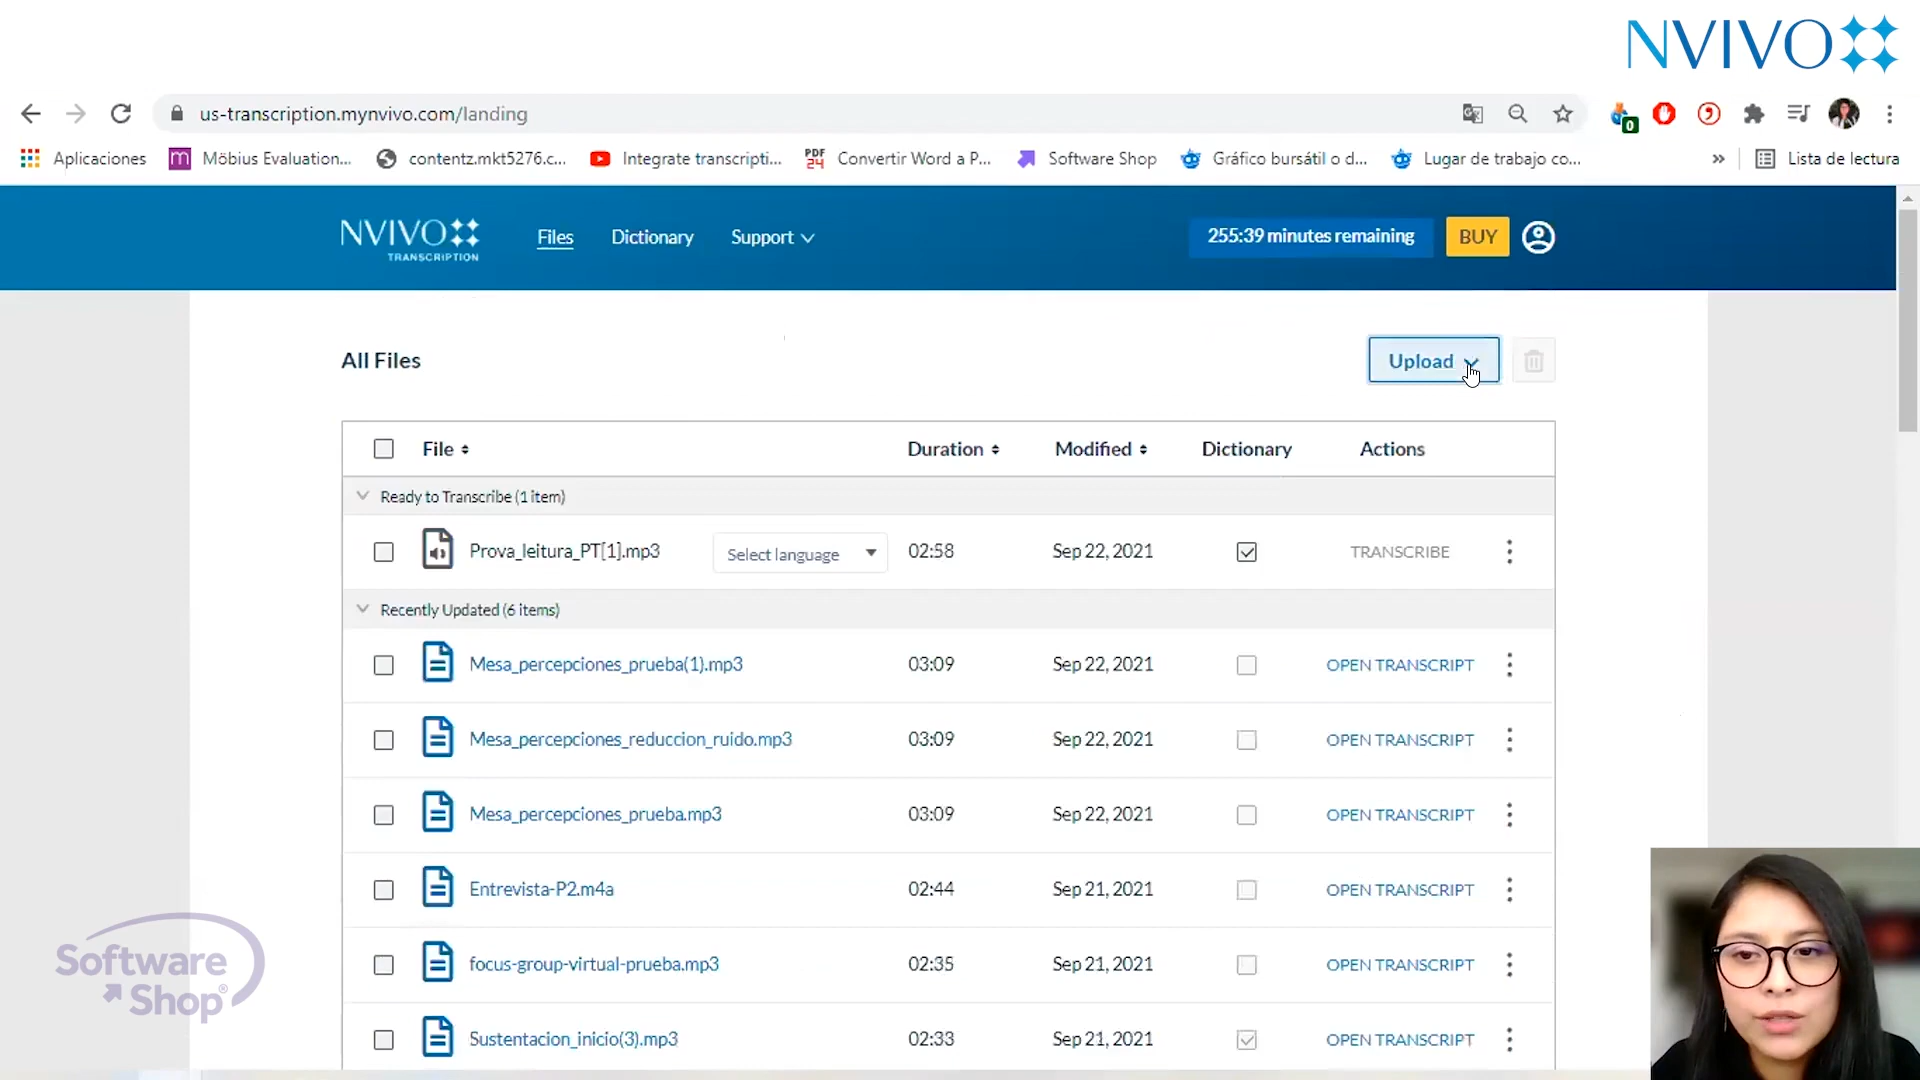 NVIVO
us-transcription.mynvivo.com/landing
0
Aplicaciones
m Möbius Evaluation...
contentz.mkt5276.c...
Integrate transcripti...
PDF 24 Convertir Word a P...
Software Shop
Gráfico bursátil o d...
Lugar de trabajo co...
»
Lista de lectura
NVIVO
TRANSCRIPTION
Files
Dictionary
Support
255:39 minutes remaining
BUY
All Files
Upload
File Duration Modified Dictionary Actions
Ready to Transcribe (1 item)
Prova_leitura_PT[1].mp3 Select language 02:58 Sep 22, 2021 TRANSCRIBE
Recently Updated (6 items)
Mesa_percepciones_prueba(1).mp3 03:09 Sep 22, 2021 OPEN TRANSCRIPT
Mesa_percepciones_reduccion_ruido.mp3 03:09 Sep 22, 2021 OPEN TRANSCRIPT
Mesa_percepciones_prueba.mp3 03:09 Sep 22, 2021 OPEN TRANSCRIPT
Entrevista-P2.m4a 02:44 Sep 21, 2021 OPEN TRANSCRIPT
focus-group-virtual-prueba.mp3 02:35 Sep 21, 2021 OPEN TRANSCRIPT
Sustentacion_inicio(3).mp3 02:33 Sep 21, 2021 OPEN TRANSCRIPT
Software
Shop®